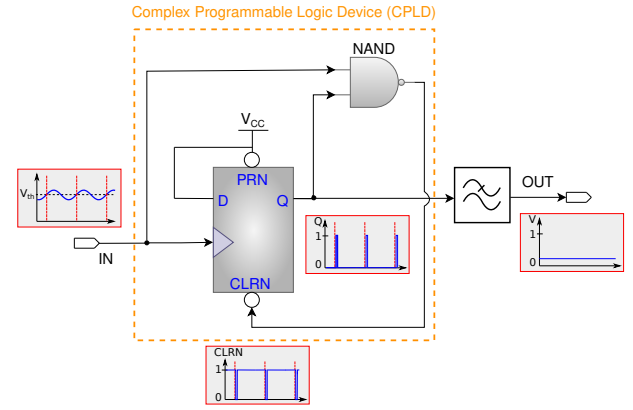 Complex Programmable Logic Device (CPLD)
NAND
VCC
PRN
D
Q
CLRN
IN
OUT
Vth
Q
1
0
V
1
0
CLRN
1
0